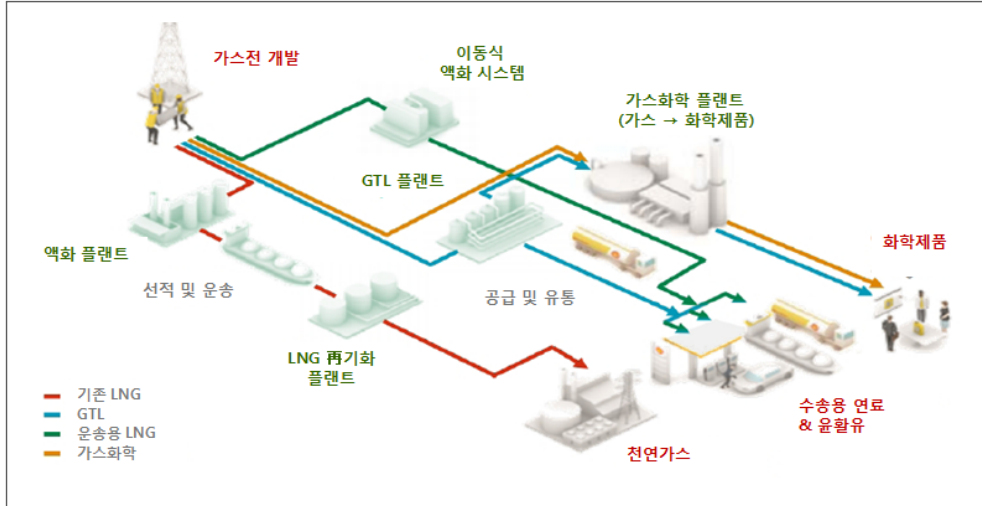 가스전 개발
이동식
액화 시스템
가스화학 플랜트
(가스 → 화학제품)
GTL 플랜트
액화 플랜트
화학제품
선적 및 운송
공급 및 유통
LNG 再기화
플랜트
기존 LNG
GTL
운송용 LNG
가스화학
수송용 연료
& 윤활유
천연가스